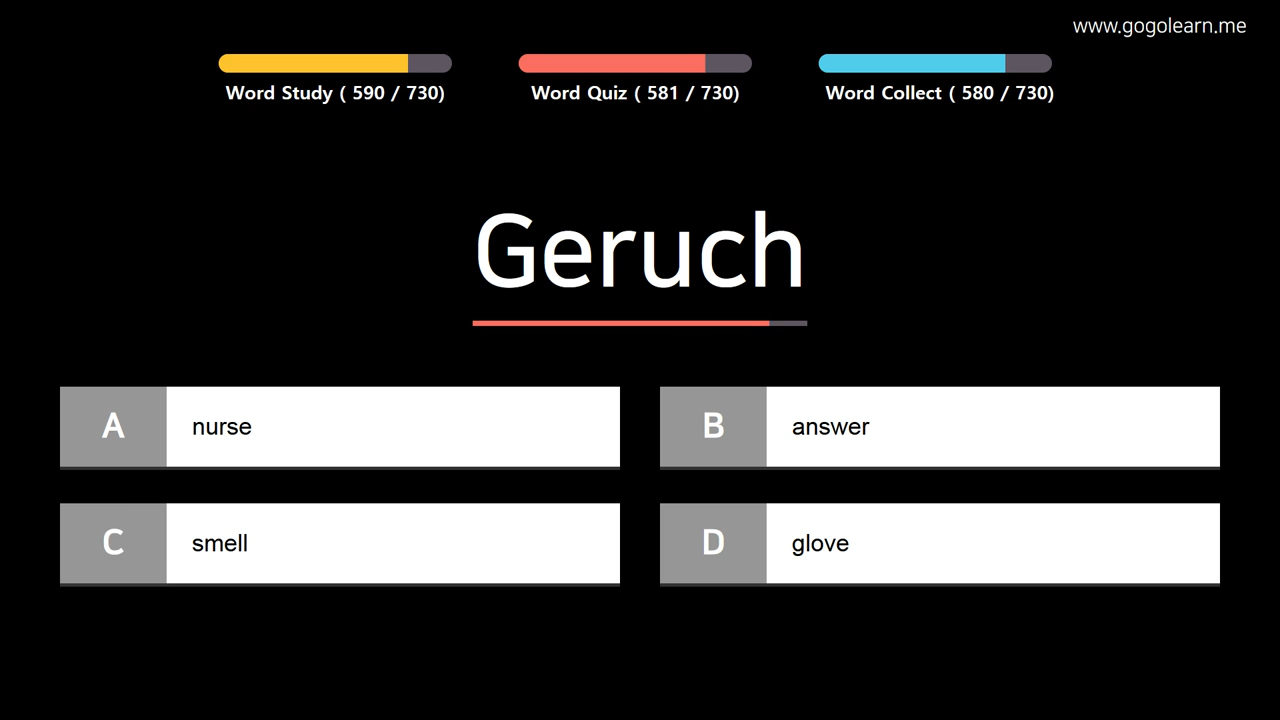 www.gogolearn.me
Word Study ( 590 / 730)
Word Quiz ( 581 / 730)
Word Collect ( 580 / 730)
Geruch
A nurse
B answer
C smell
D glove